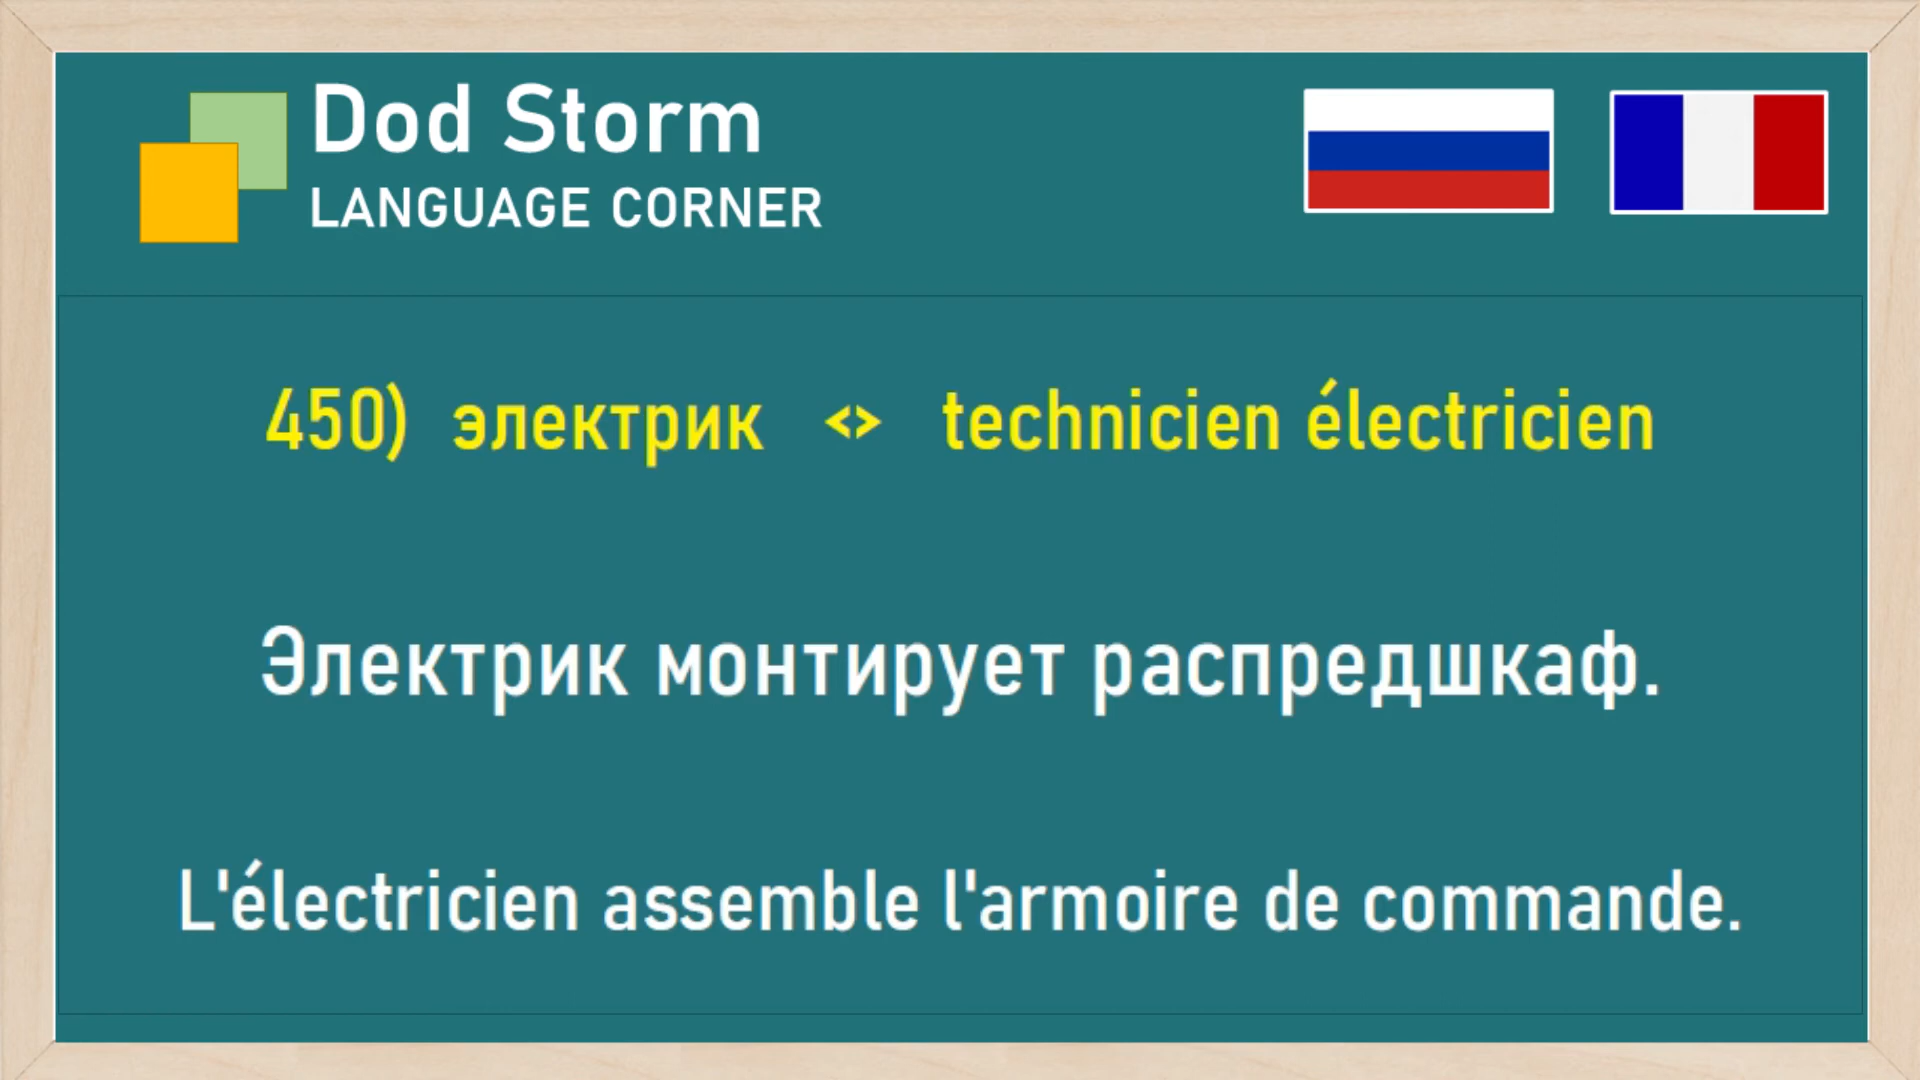 Dod Storm
LANGUAGE CORNER
450) электрик <> technicien électricien
Электрик монтирует распредшкаф.
L'électricien assemble l'armoire de commande.